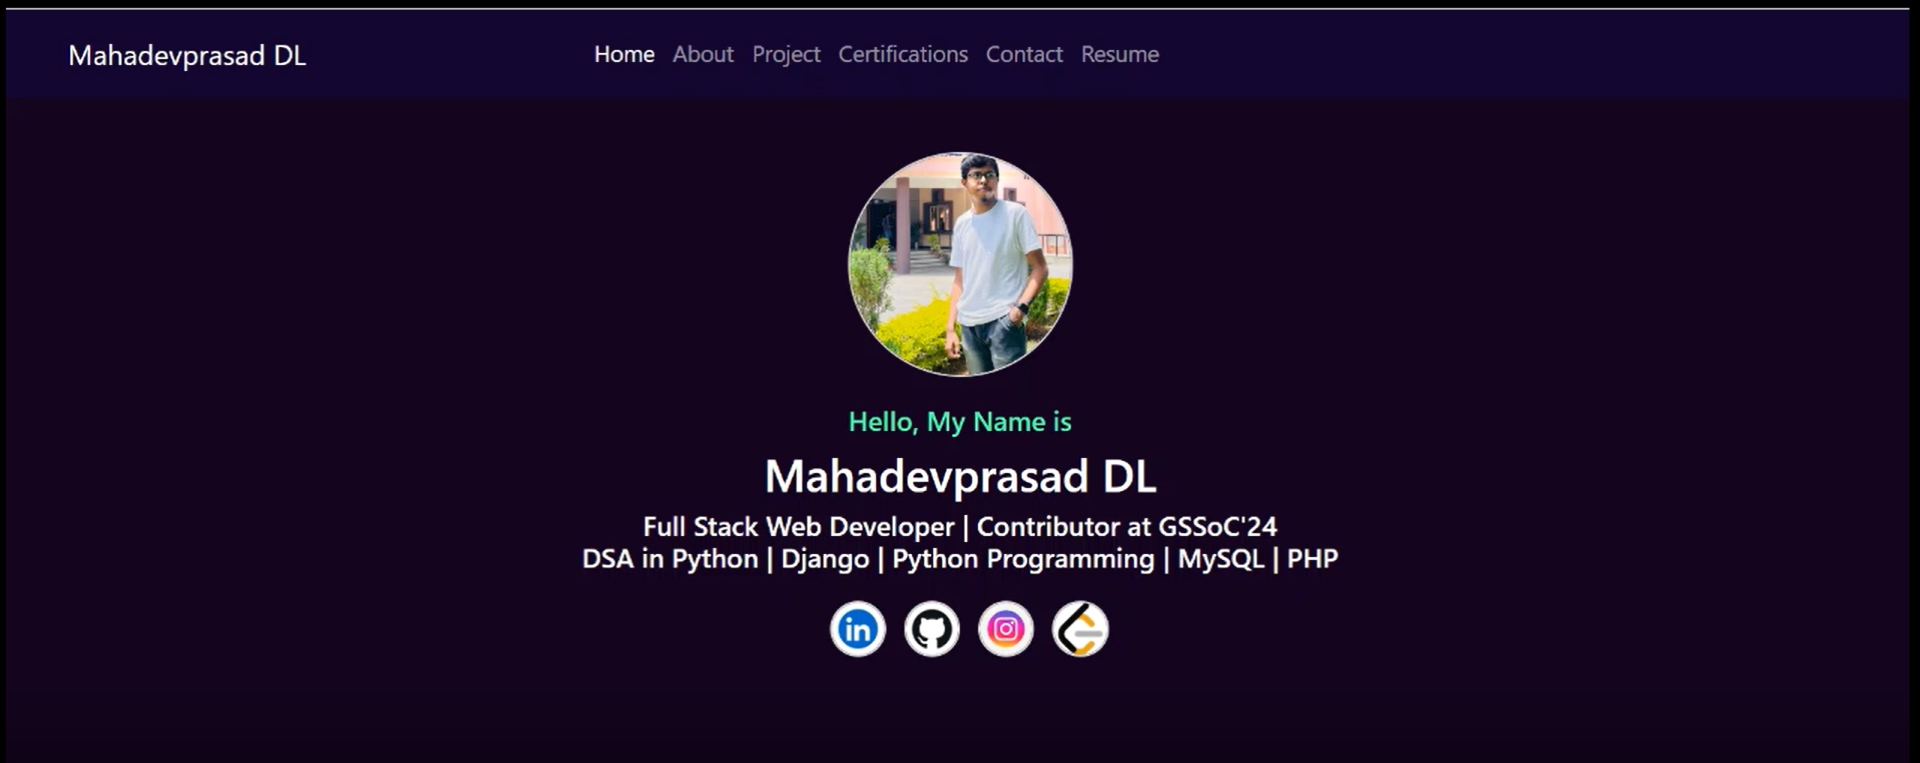 Mahadevprasad DL
Home About Project Certifications Contact Resume
Hello, My Name is
Mahadevprasad DL
Full Stack Web Developer | Contributor at GSSoC'24
DSA in Python | Django | Python Programming | MySQL | PHP
in